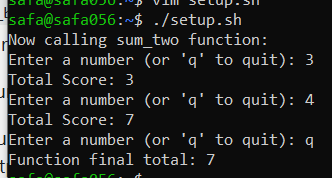 safa@safa056:~$ vim setup.sh
safa@safa056:~$ ./setup.sh
Now calling sum_two function:
Enter a number (or 'q' to quit): 3
Total Score: 3
Enter a number (or 'q' to quit): 4
Total Score: 7
Enter a number (or 'q' to quit): q
Function final total: 7
safa@safa056:~$